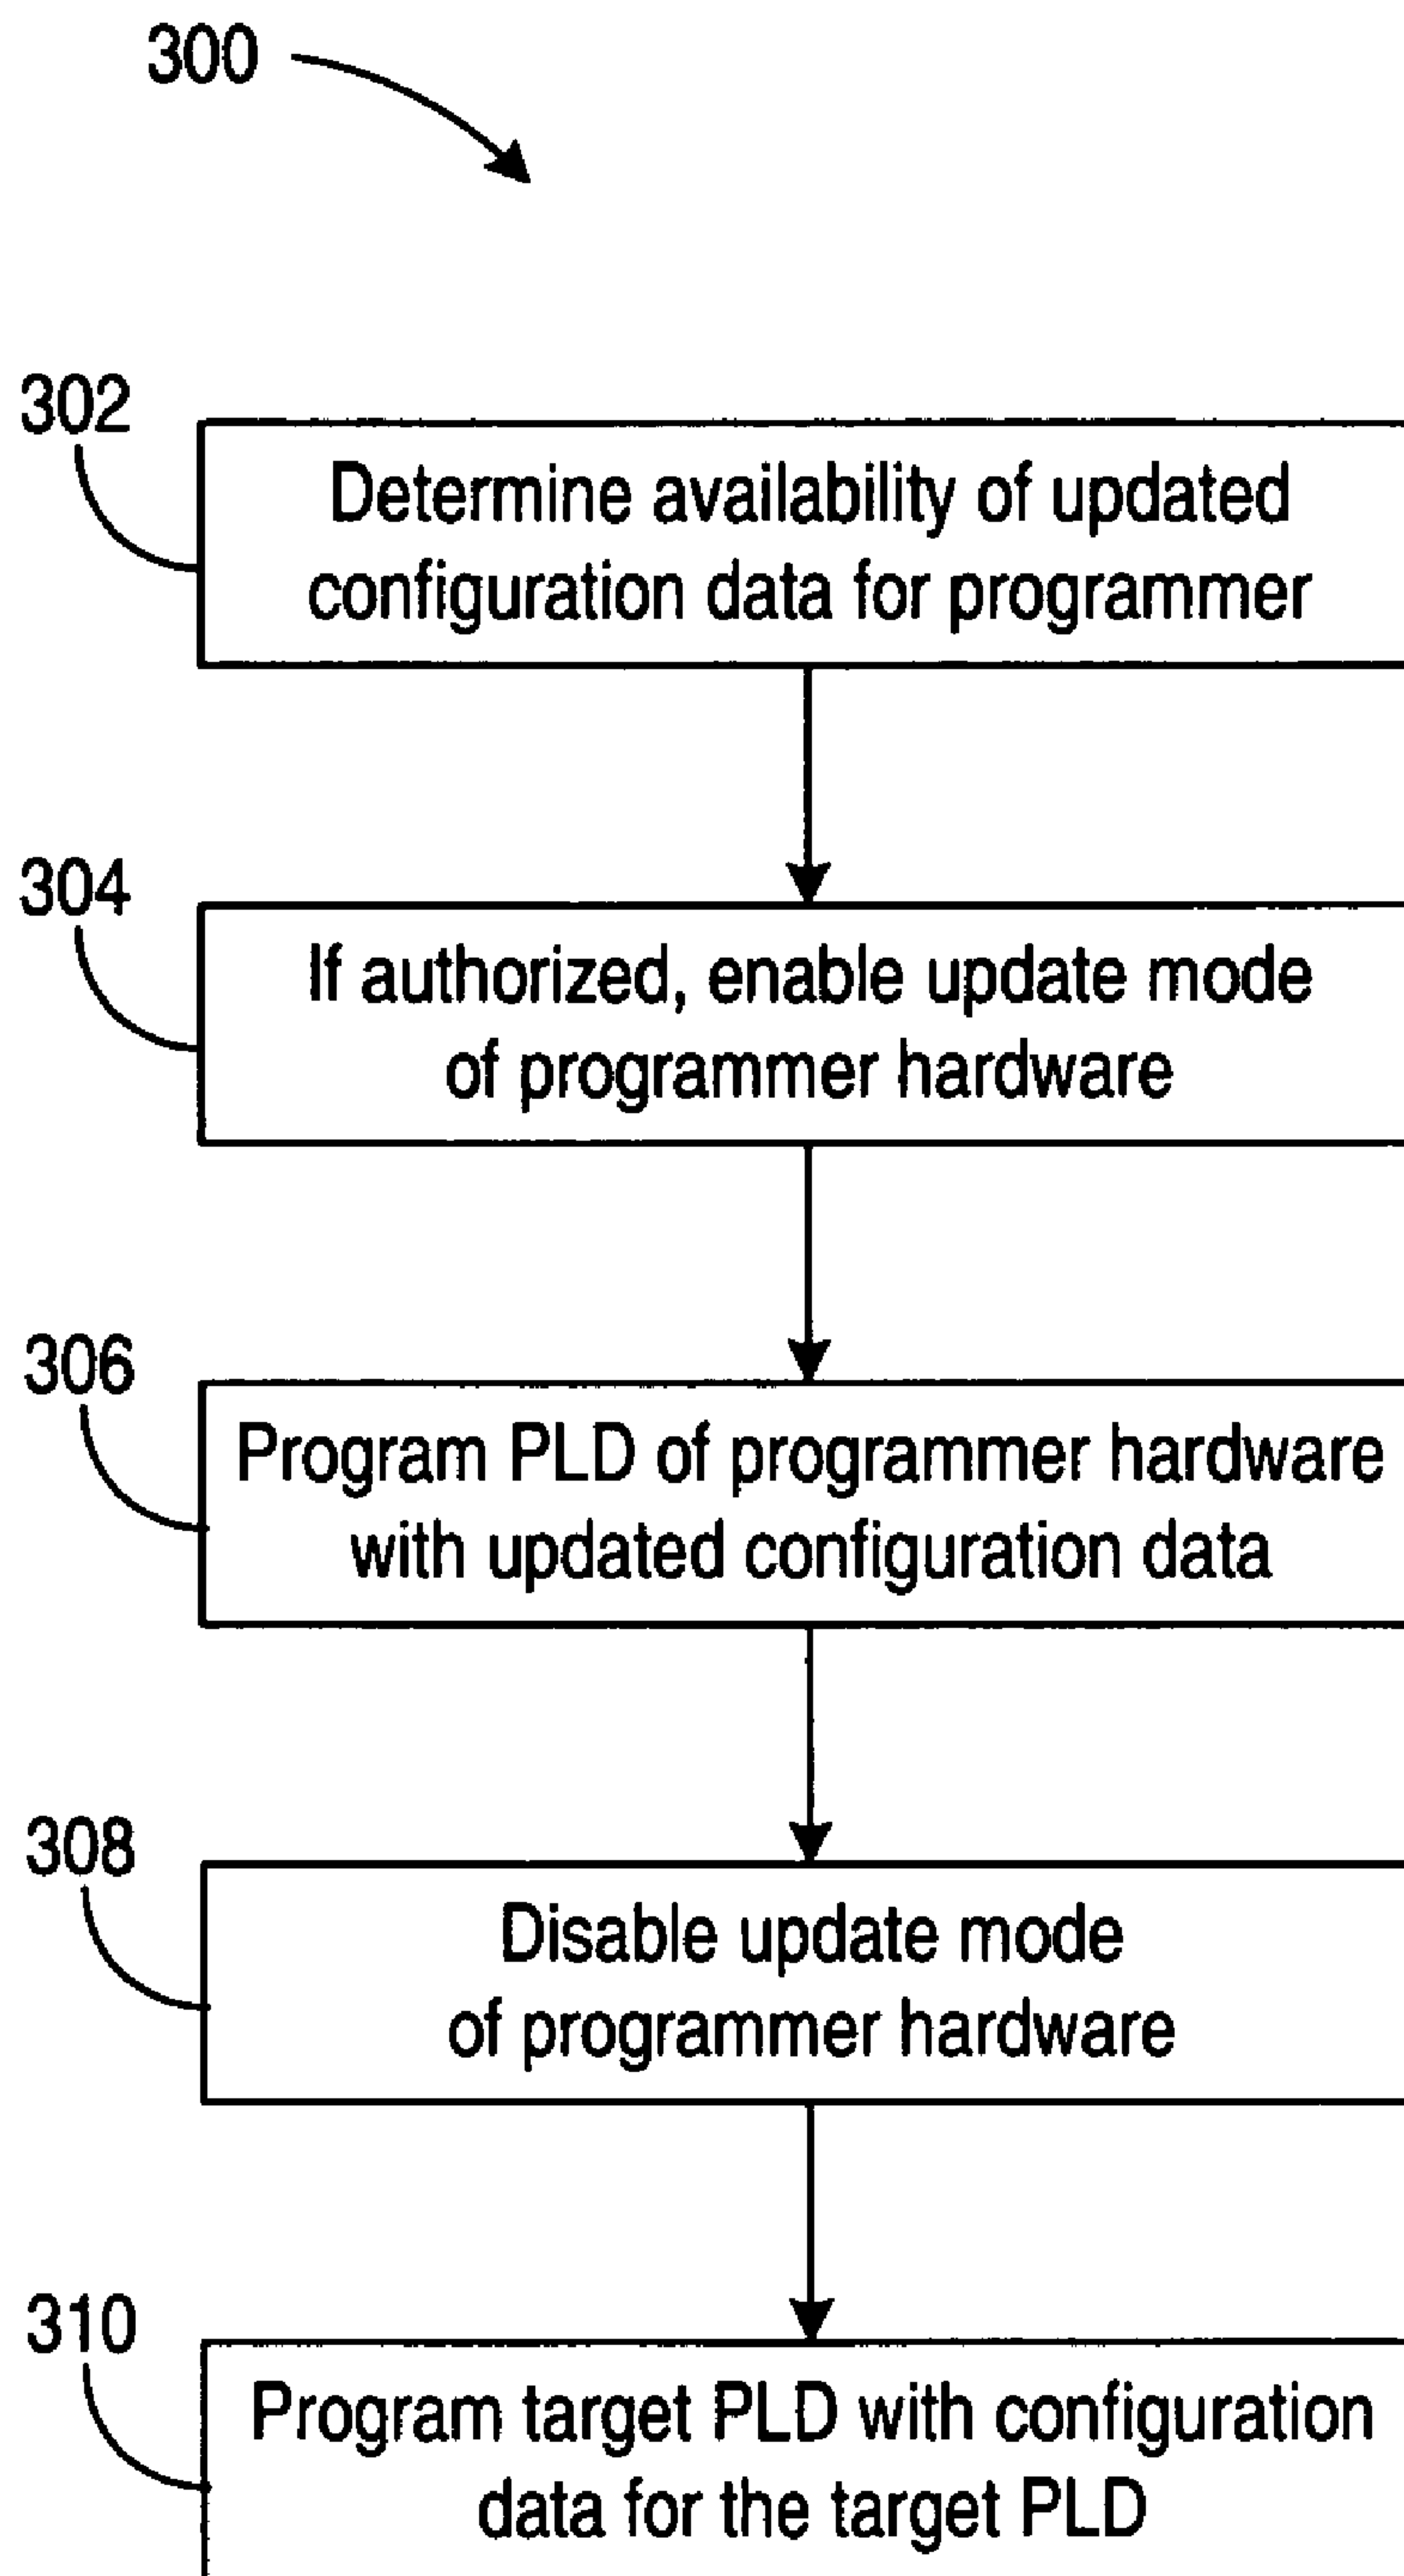 300
302
Determine availability of updated
configuration data for programmer
304
If authorized, enable update mode
of programmer hardware
306
Program PLD of programmer hardware
with updated configuration data
308
Disable update mode
of programmer hardware
310
Program target PLD with configuration
data for the target PLD